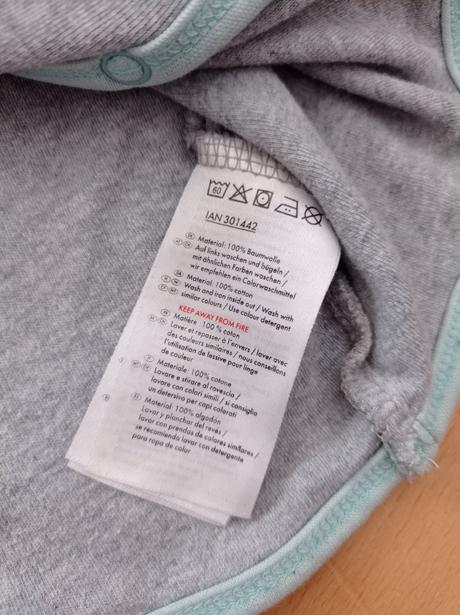 60
IAN 301442
Material: 100% Baumwolle
Auf links waschen und bügeln /
mit ähnlichen Farben waschen /
wir empfehlen ein Colorwaschmittel
Material: 100% cotton
Wash and iron inside out / Wash with
similar colours / Use colour detergent
KEEP AWAY FROM FIRE
Matière: 100 % coton
Laver et repasser à l'envers / laver avec
des couleurs similaires / nous conseillons
l'utilisation de lessive pour linge
de couleur
Materiale: 100% cotone
Lavare e stirare al rovescio /
lavare con colori simili / si consiglia
un detersivo per capi colorati
Material: 100% algodón
Lavar y planchar del revés /
lavar con prendas de colores similares /
se recomienda lavar con detergente
para ropa de color